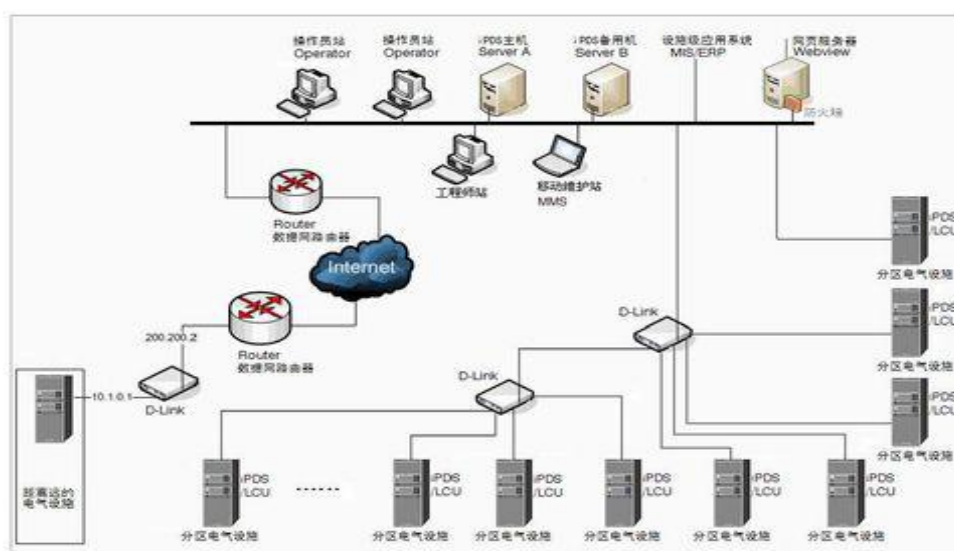 操作员站
Operator
操作员站
Operator
iPDS主机
Server A
iPDS备用机
Server B
设施级应用系统
MIS/ERP
网页服务器
Webview
防火墙
工程师站
移动维护站
MMS
Router
数据网路由器
Internet
Router
数据网路由器
200.200.2
10.1.0.1
D-Link
D-Link
D-Link
iPDS
/LCU
分区电气设施
iPDS
/LCU
分区电气设施
iPDS
/LCU
分区电气设施
距离远的
电气设施
iPDS
/LCU
分区电气设施
······
iPDS
/LCU
分区电气设施
iPDS
/LCU
分区电气设施
iPDS
/LCU
分区电气设施
iPDS
/LCU
分区电气设施
iPDS
/LCU
分区电气设施